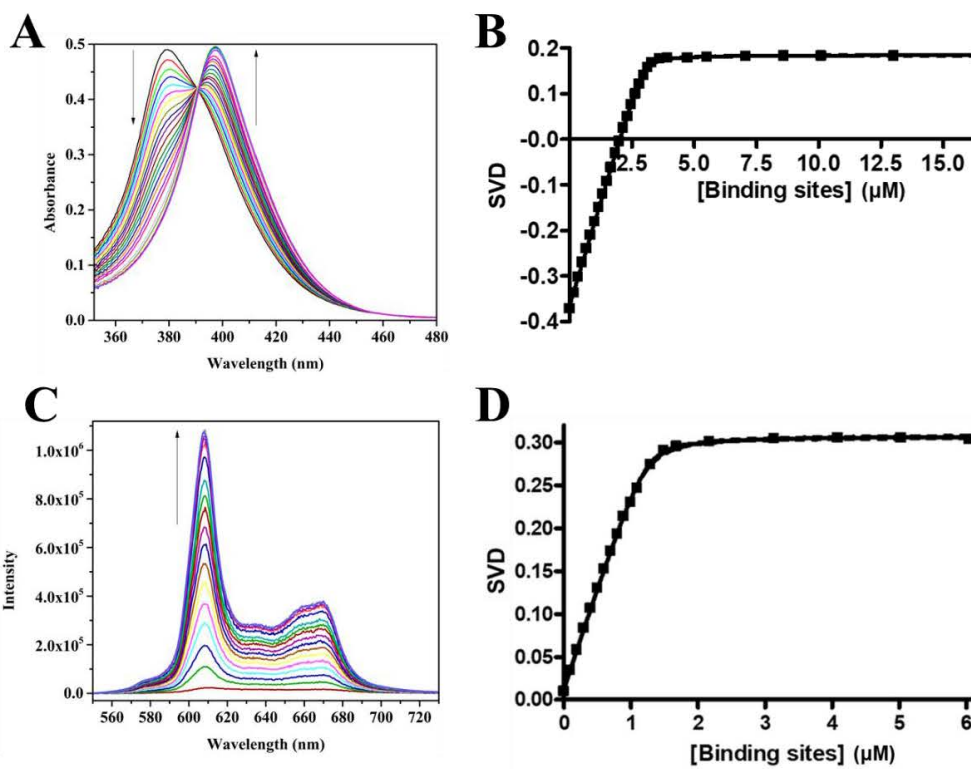 A
0.5
0.4
0.3
0.2
0.1
0.0
Absorbance
360 380 400 420 440 460 480
Wavelength (nm)
B
0.2
0.1
-0.0
-0.1
-0.2
-0.3
-0.4
SVD
2.5 5.0 7.5 10.0 12.5 15.0
[Binding sites] (µM)
C
1.0x10⁶
8.0x10⁵
6.0x10⁵
4.0x10⁵
2.0x10⁵
0.0
Intensity
560 580 600 620 640 660 680 700 720
Wavelength (nm)
D
0.30
0.25
0.20
0.15
0.10
0.05
0.00
SVD
0 1 2 3 4 5 6
[Binding sites] (µM)